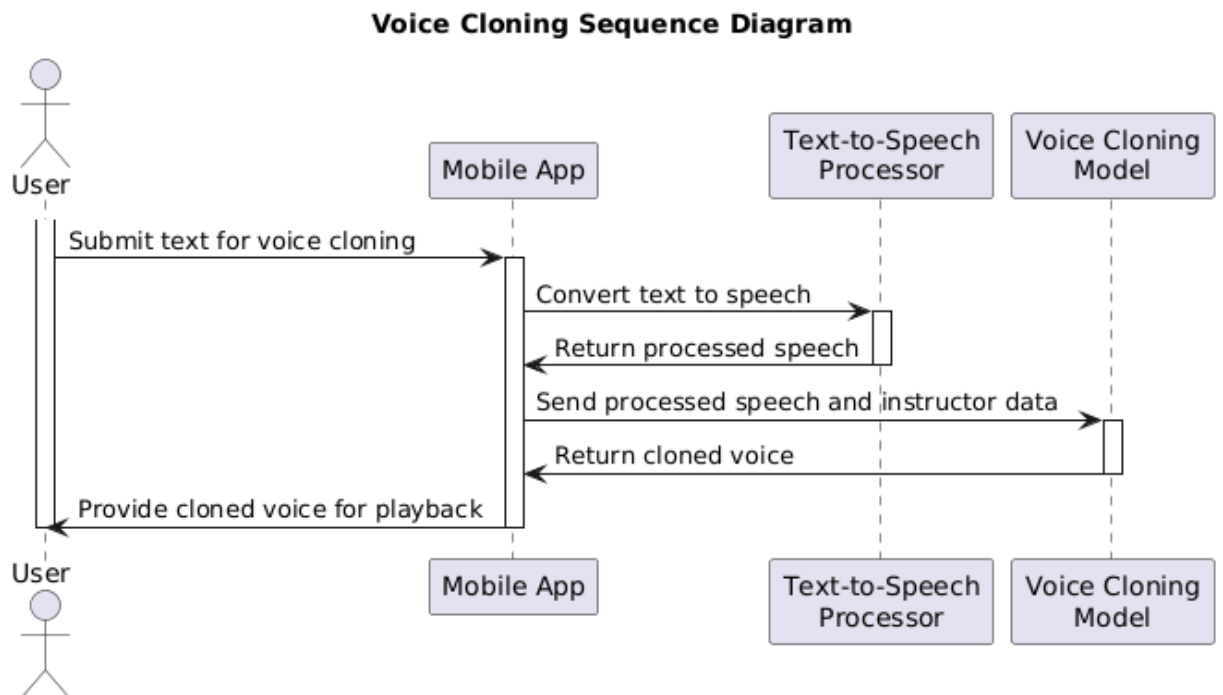 Voice Cloning Sequence Diagram
User
Mobile App
Text-to-Speech
Processor
Voice Cloning
Model
Submit text for voice cloning
Convert text to speech
Return processed speech
Send processed speech and instructor data
Return cloned voice
Provide cloned voice for playback
User
Mobile App
Text-to-Speech
Processor
Voice Cloning
Model